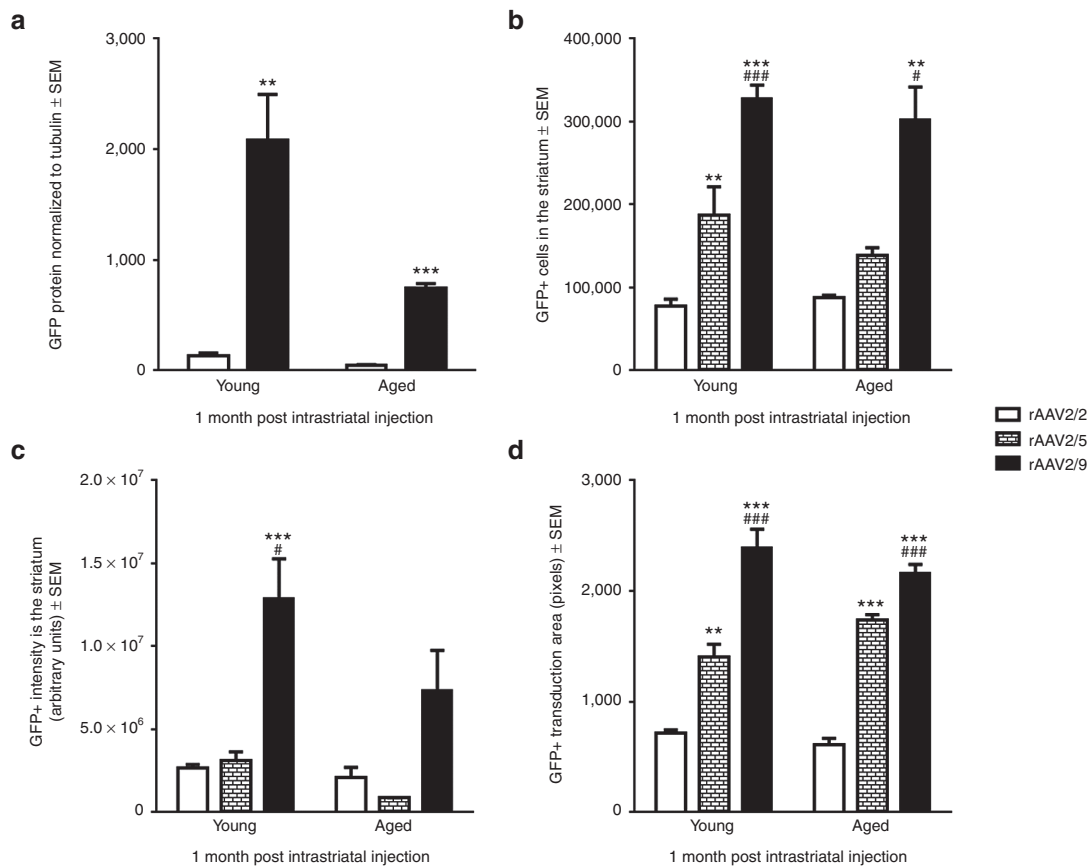 a
GFP protein normalized to tubulin ± SEM
3,000
2,000
1,000
0
**
***
Young
Aged
1 month post intrastriatal injection
b
GFP+ cells in the striatum ± SEM
400,000
300,000
200,000
100,000
0
**
***
###
**
#
Young
Aged
1 month post intrastriatal injection
rAAV2/2
rAAV2/5
rAAV2/9
c
GFP+ intensity is the striatum
(arbitrary units) ± SEM
2.0 × 10⁷
1.5 × 10⁷
1.0 × 10⁷
5.0 × 10⁶
0
***
#
Young
Aged
1 month post intrastriatal injection
d
GFP+ transduction area (pixels) ± SEM
3,000
2,000
1,000
0
**
***
###
***
***
###
Young
Aged
1 month post intrastriatal injection